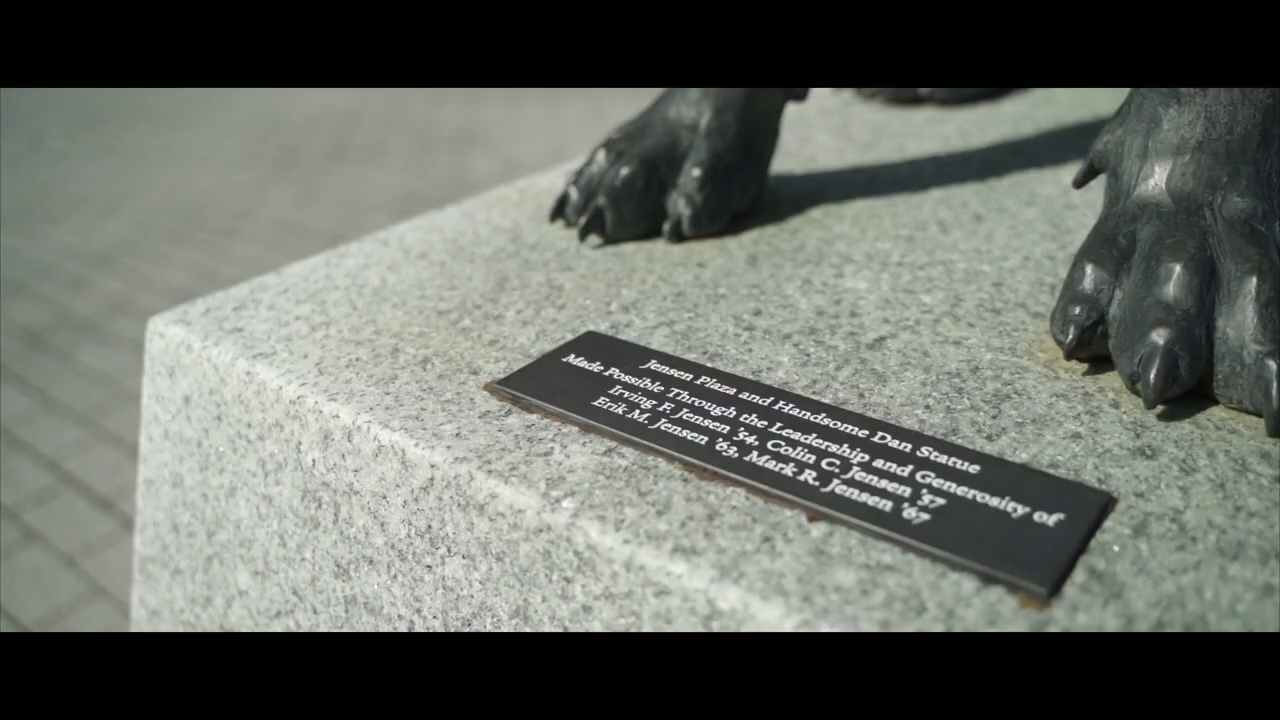 Jensen Plaza and Handsome Dan Statue
Made Possible Through the Leadership and Generosity of
Irving F. Jensen '54, Colin C. Jensen '57
Erik M. Jensen '63, Mark R. Jensen '67